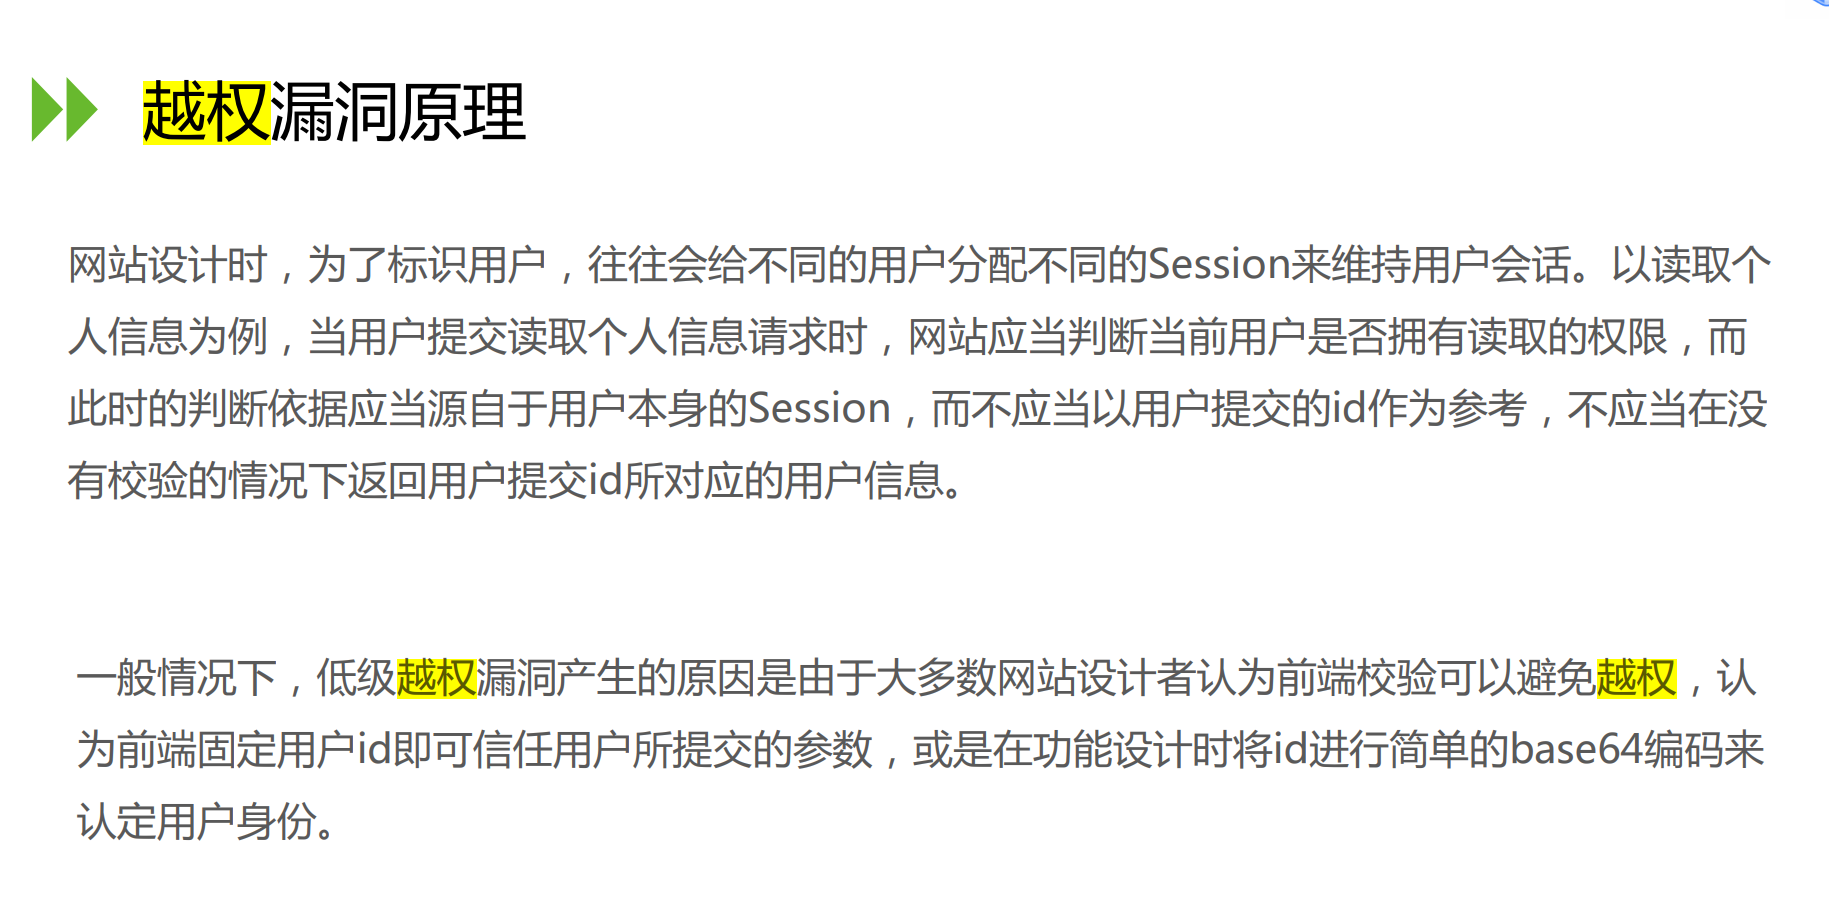 越权漏洞原理
网站设计时，为了标识用户，往往会给不同的用户分配不同的Session来维持用户会话。以读取个
人信息为例，当用户提交读取个人信息请求时，网站应当判断当前用户是否拥有读取的权限，而
此时的判断依据应当源自于用户本身的Session，而不应当以用户提交的id作为参考，不应当在没
有校验的情况下返回用户提交id所对应的用户信息。
一般情况下，低级越权漏洞产生的原因是由于大多数网站设计者认为前端校验可以避免越权，认
为前端固定用户id即可信任用户所提交的参数，或是在功能设计时将id进行简单的base64编码来
认定用户身份。